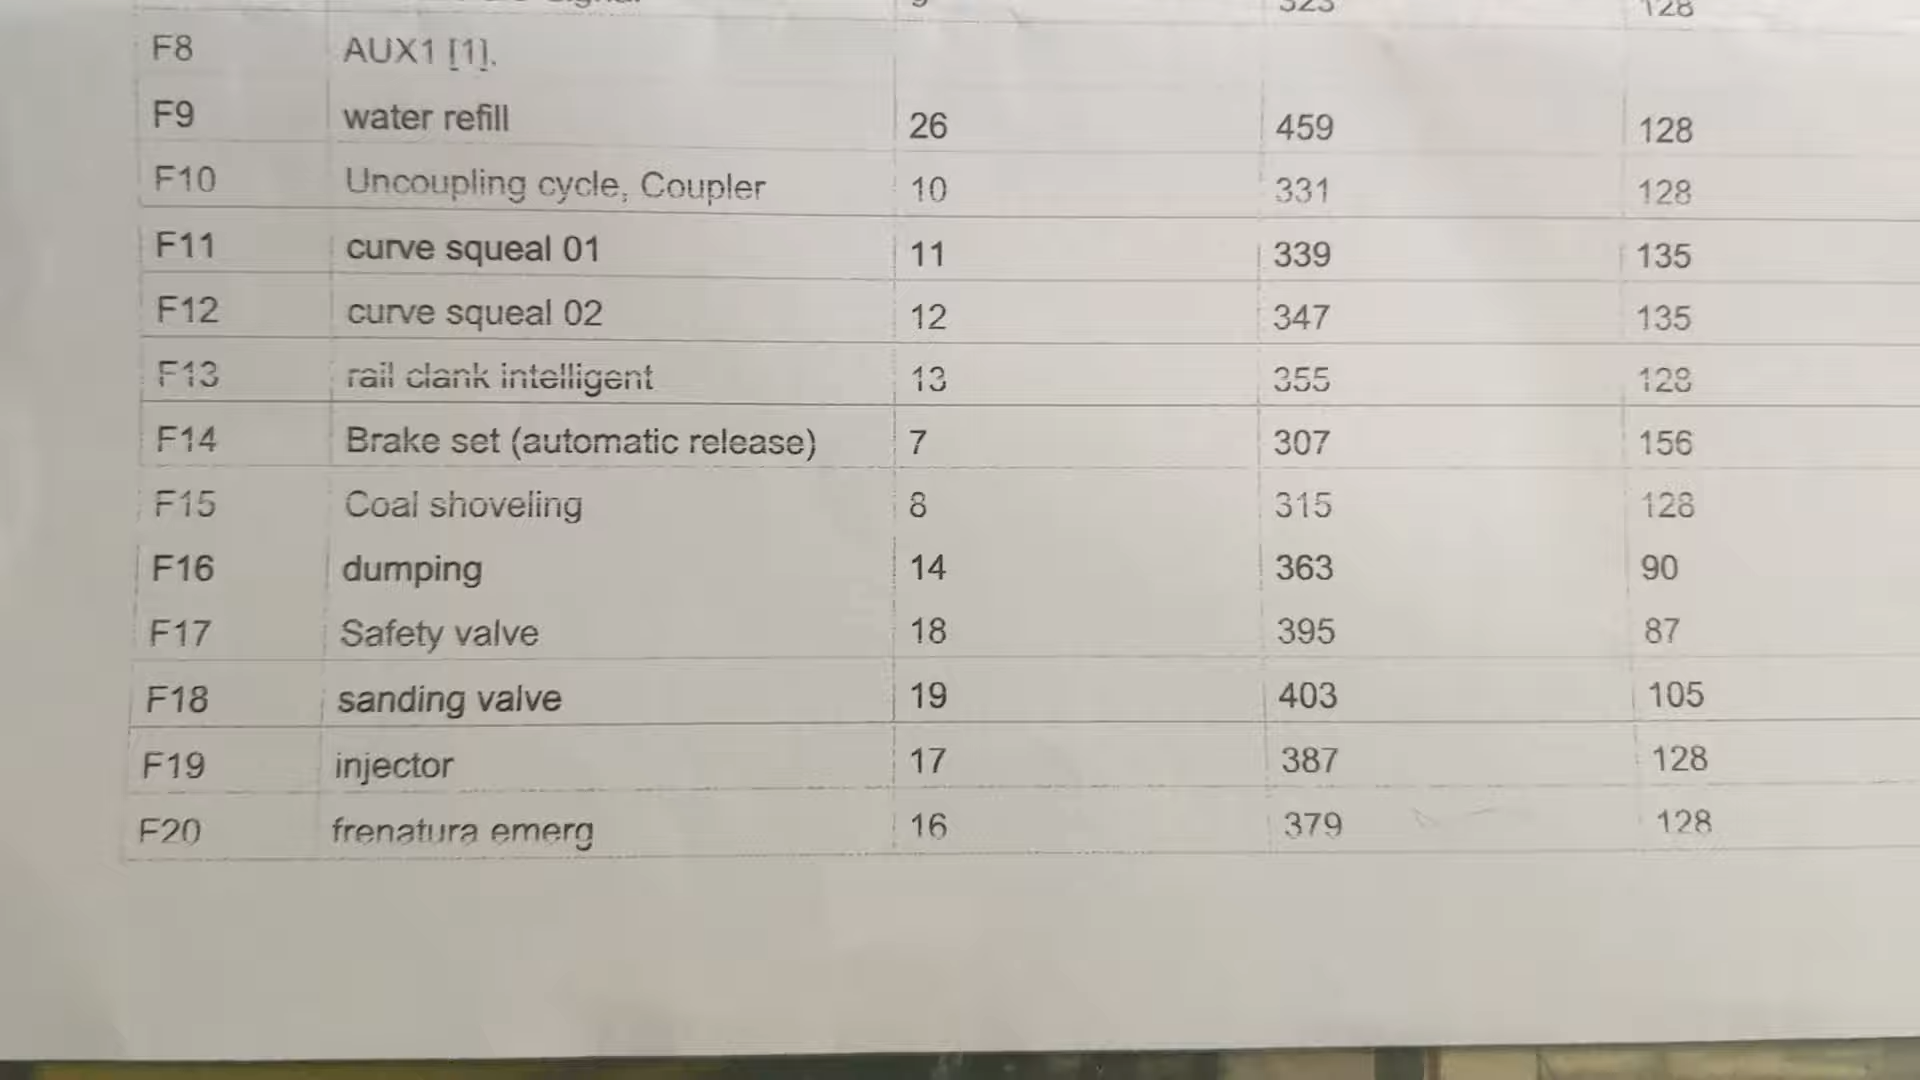 323 128
F8 AUX1 [1].
F9 water refill 26 459 128
F10 Uncoupling cycle, Coupler 10 331 128
F11 curve squeal 01 11 339 135
F12 curve squeal 02 12 347 135
F13 rail clank intelligent 13 355 128
F14 Brake set (automatic release) 7 307 156
F15 Coal shoveling 8 315 128
F16 dumping 14 363 90
F17 Safety valve 18 395 87
F18 sanding valve 19 403 105
F19 injector 17 387 128
F20 frenatura emerg 16 379 128